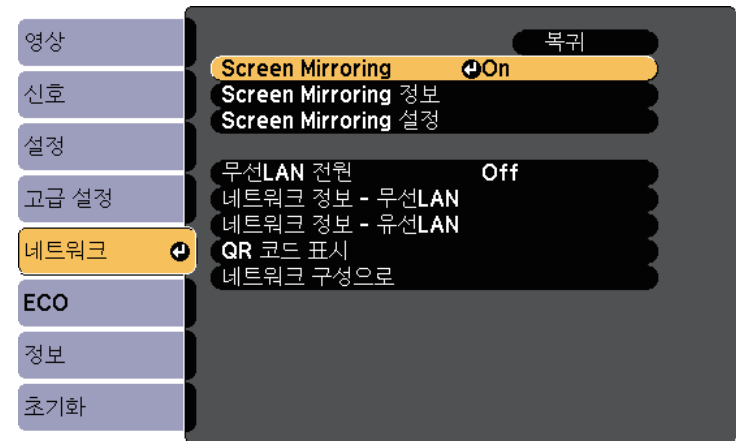 영상
신호
설정
고급 설정
네트워크
ECO
정보
초기화
복귀
Screen Mirroring On
Screen Mirroring 정보
Screen Mirroring 설정
무선LAN 전원 Off
네트워크 정보 - 무선LAN
네트워크 정보 - 유선LAN
QR 코드 표시
네트워크 구성으로